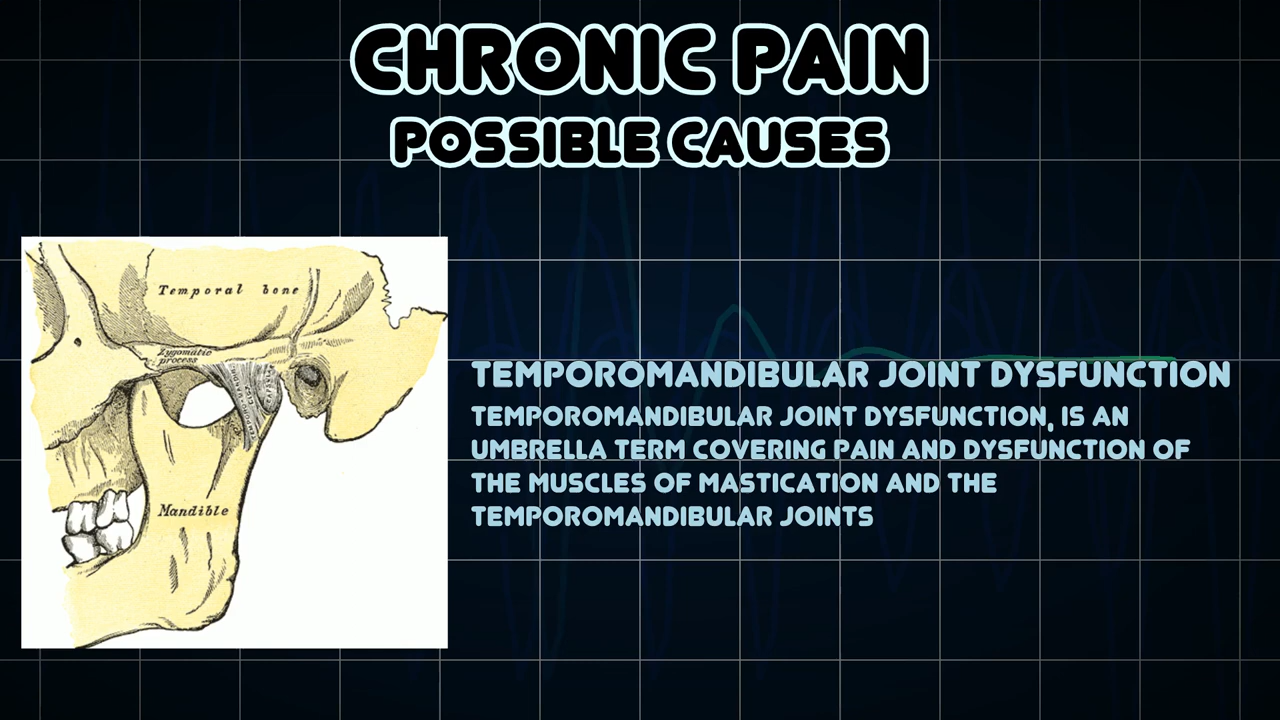 CHRONIC PAIN
POSSIBLE CAUSES
Temporal bone
Zygomatic
process
Mandible
TEMPOROMANDIBULAR JOINT DYSFUNCTION
TEMPOROMANDIBULAR JOINT DYSFUNCTION, IS AN
UMBRELLA TERM COVERING PAIN AND DYSFUNCTION OF
THE MUSCLES OF MASTICATION AND THE
TEMPOROMANDIBULAR JOINTS